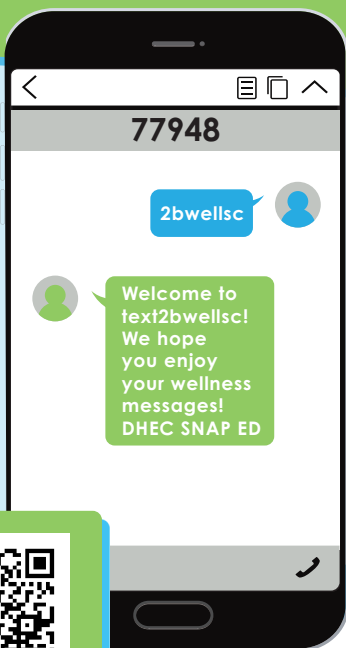 77948
2bwellsc
Welcome to
text2bwellsc!
We hope
you enjoy
your wellness
messages!
DHEC SNAP ED